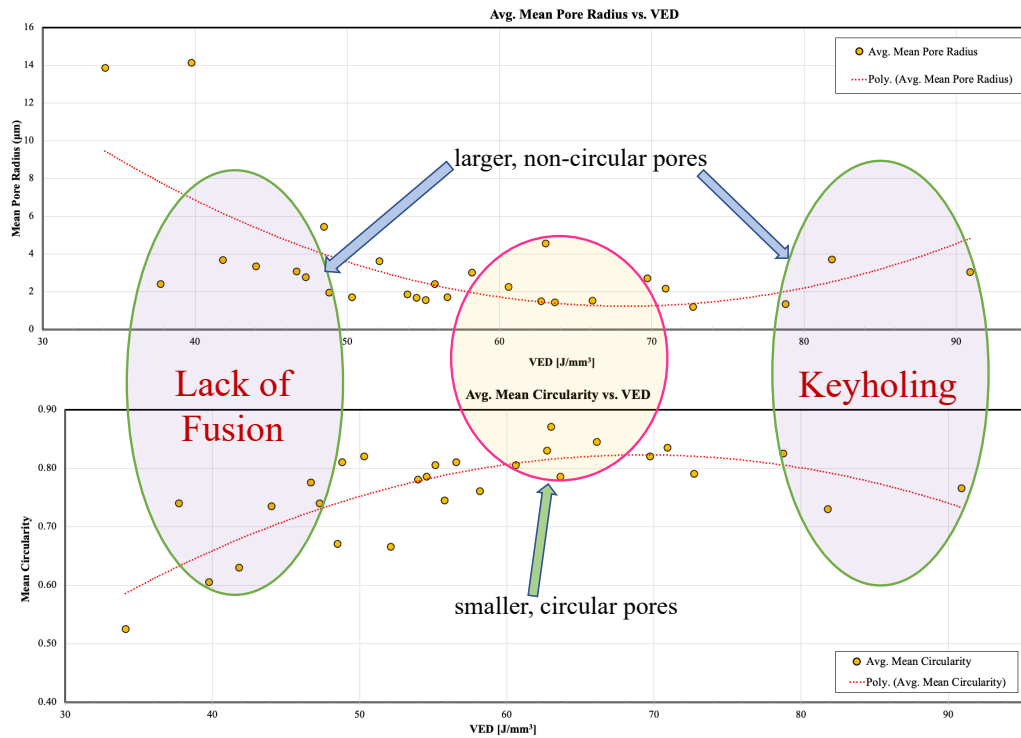 Avg. Mean Pore Radius vs. VED
16
14
12
10
8
6
4
2
0
Mean Pore Radius (μm)
Avg. Mean Pore Radius
Poly. (Avg. Mean Pore Radius)
larger, non-circular pores
30 40 50 60 70 80 90
VED [J/mm³]
Lack of
Fusion
Keyholing
Avg. Mean Circularity vs. VED
0.90
0.80
0.70
0.60
0.50
0.40
Mean Circularity
smaller, circular pores
Avg. Mean Circularity
Poly. (Avg. Mean Circularity)
30 40 50 60 70 80 90
VED [J/mm³]